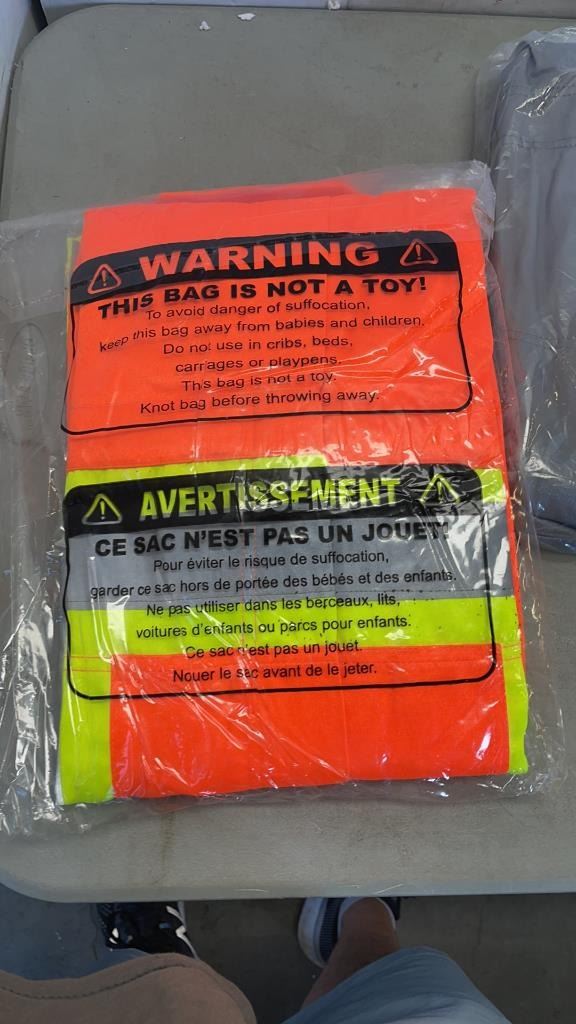 WARNING
THIS BAG IS NOT A TOY!
To avoid danger of suffocation,
keep this bag away from babies and children.
Do not use in cribs, beds,
carriages or playpens.
This bag is not a toy.
Knot bag before throwing away.
AVERTISSEMENT
CE SAC N'EST PAS UN JOUET!
Pour éviter le risque de suffocation,
garder ce sac hors de portée des bébés et des enfants.
Ne pas utiliser dans les berceaux, lits,
voitures d'enfants ou parcs pour enfants.
Ce sac n'est pas un jouet.
Nouer le sac avant de le jeter.